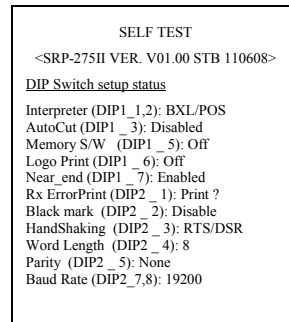 SELF TEST
<SRP-275II VER. V01.00 STB 110608>
DIP Switch setup status
Interpreter (DIP1_1,2): BXL/POS
AutoCut (DIP1 _ 3): Disabled
Memory S/W  (DIP1 _ 5): Off
Logo Print (DIP1 _ 6): Off
Near_end (DIP1 _ 7): Enabled
Rx ErrorPrint (DIP2 _ 1): Print ?
Black mark  (DIP2 _ 2): Disable
HandShaking (DIP2 _ 3): RTS/DSR
Word Length  (DIP2 _ 4): 8
Parity  (DIP2 _ 5): None
Baud Rate (DIP2_7,8): 19200